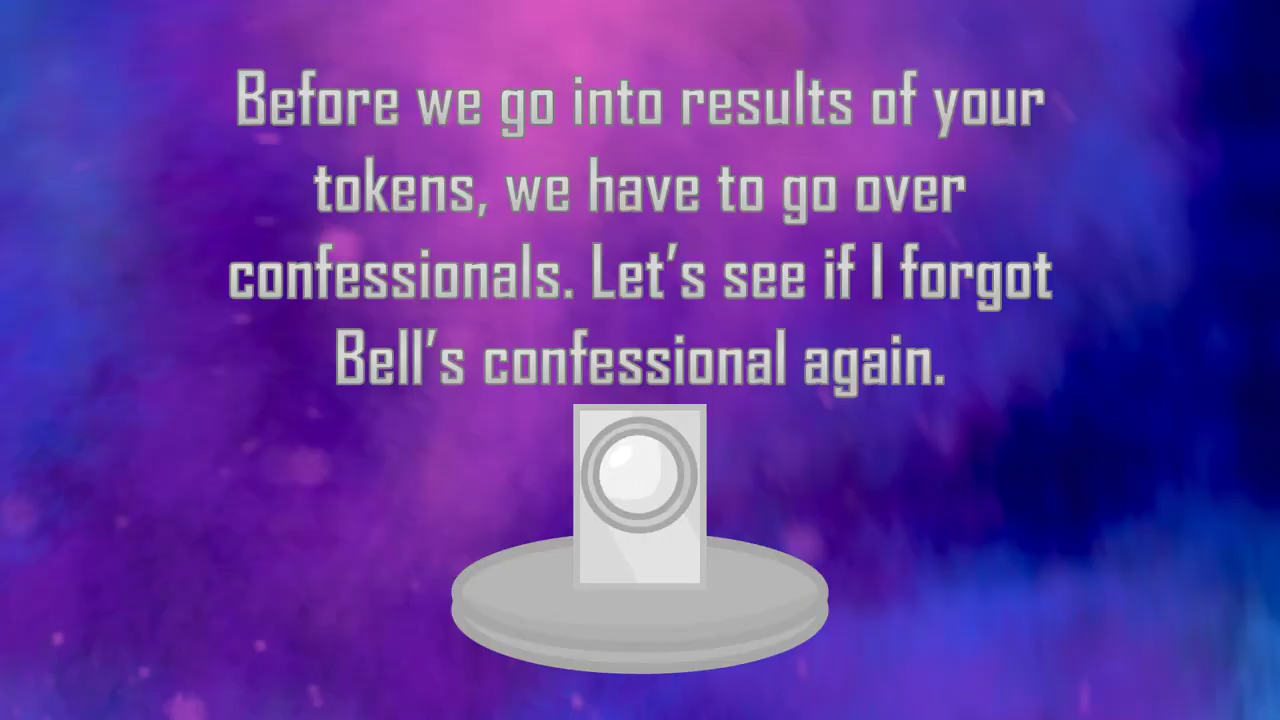 Before we go into results of your
tokens, we have to go over
confessionals. Let's see if I forgot
Bell's confessional again.